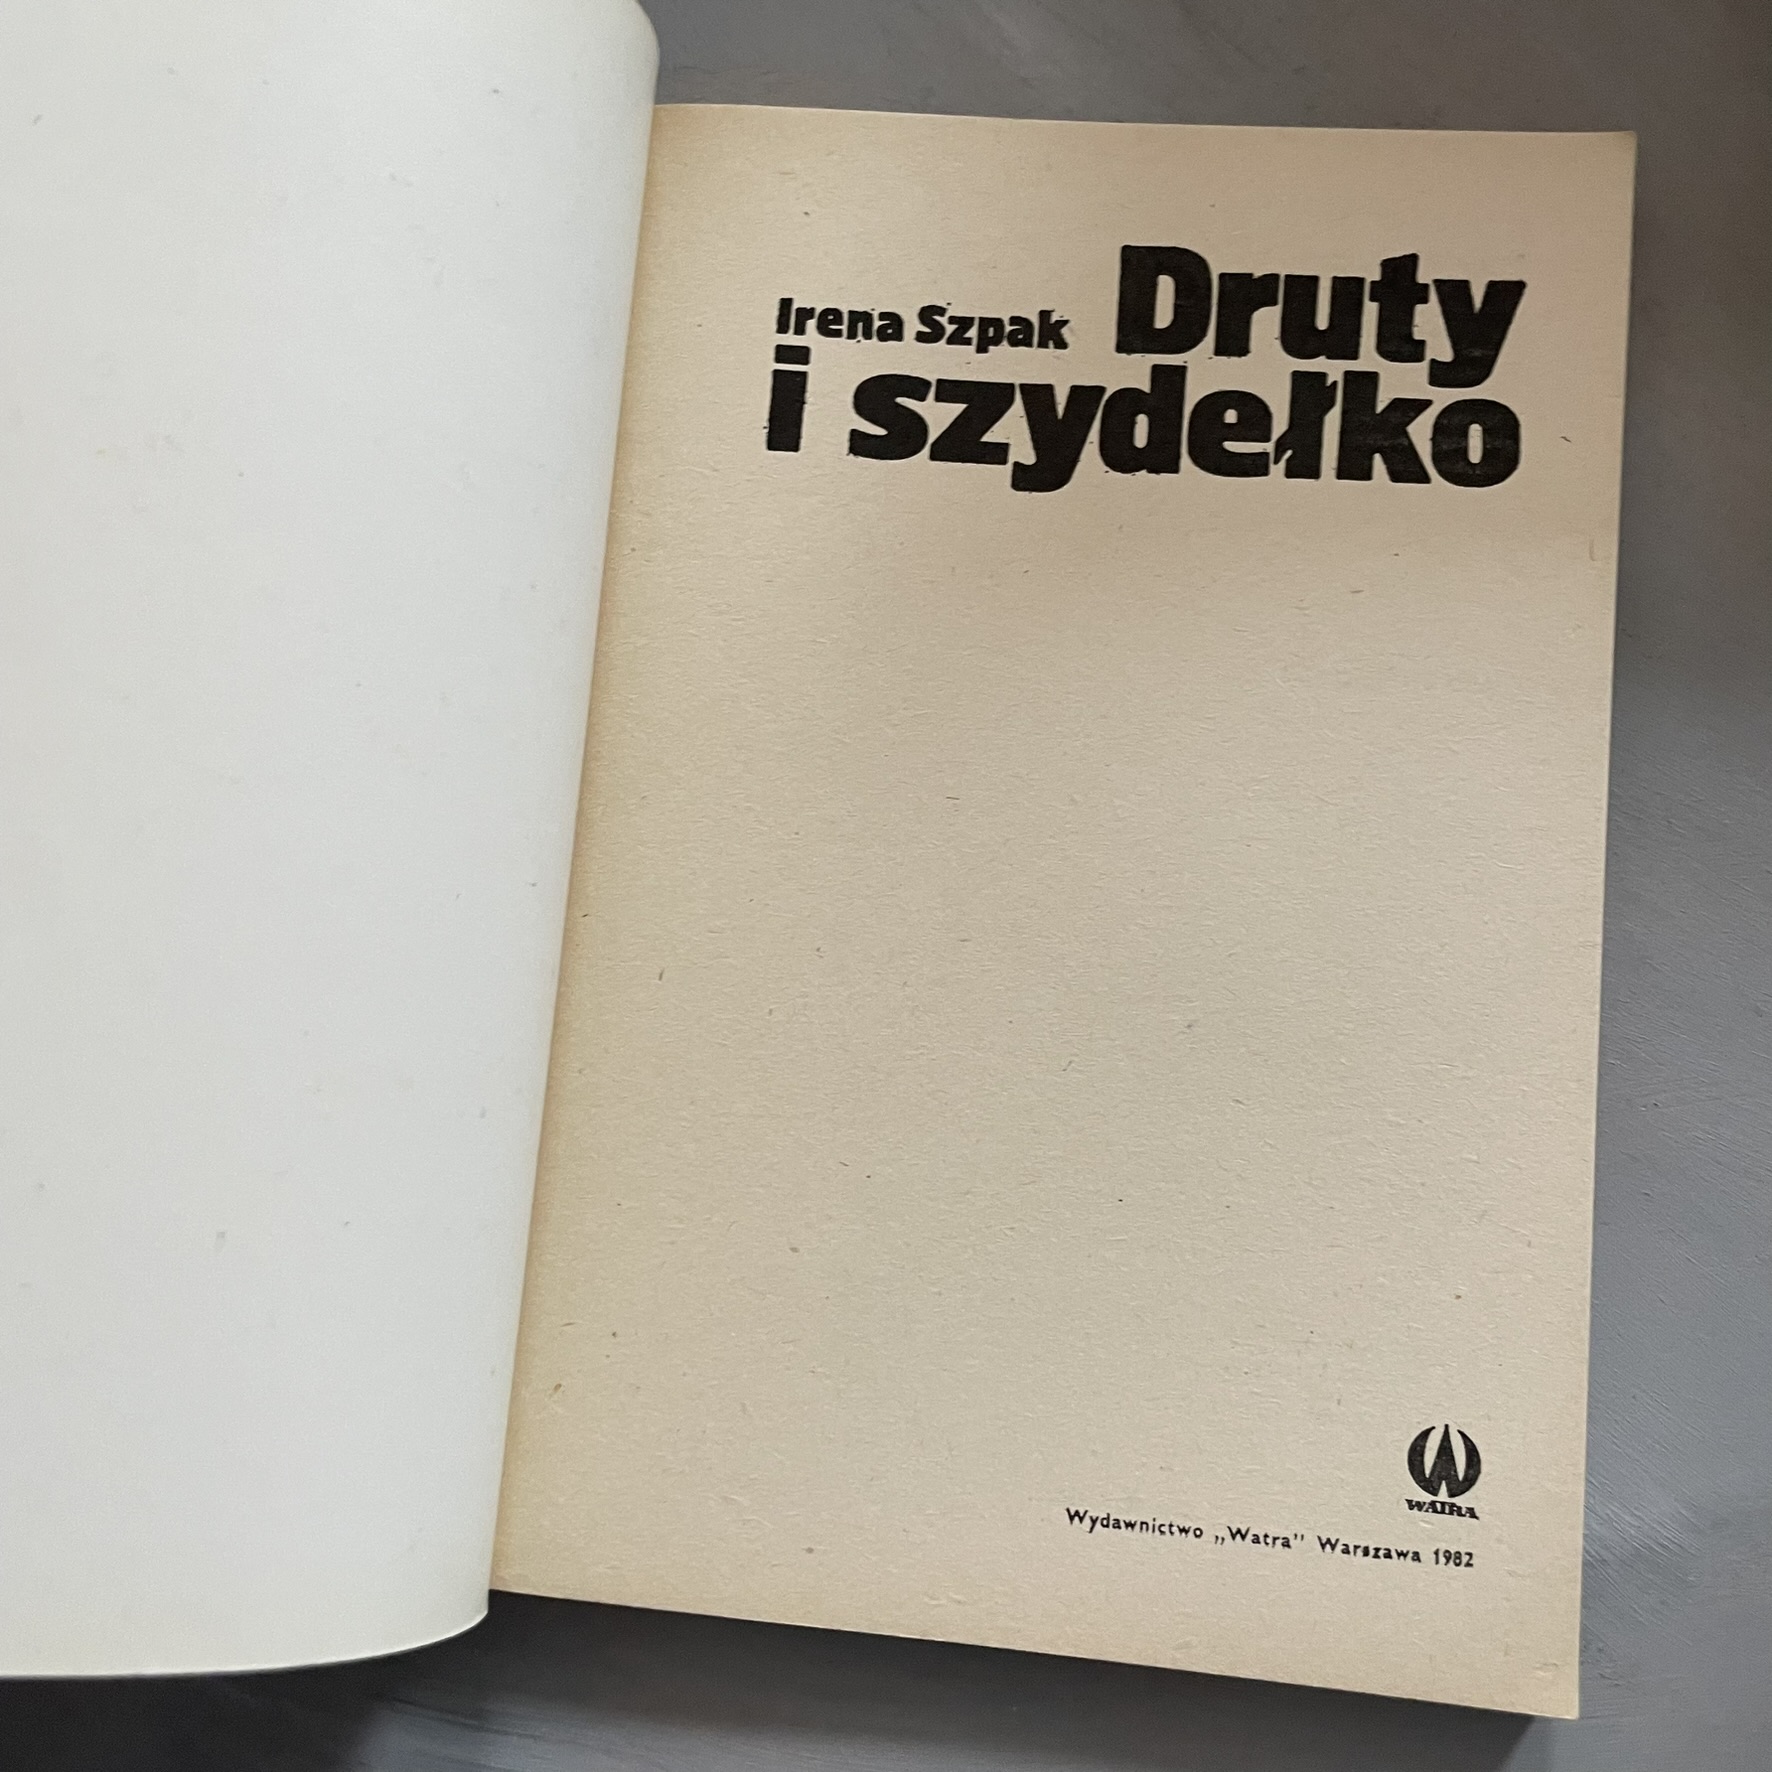 Irena Szpak Druty
i szydełko
WATRA
Wydawnictwo „Watra” Warszawa 1982